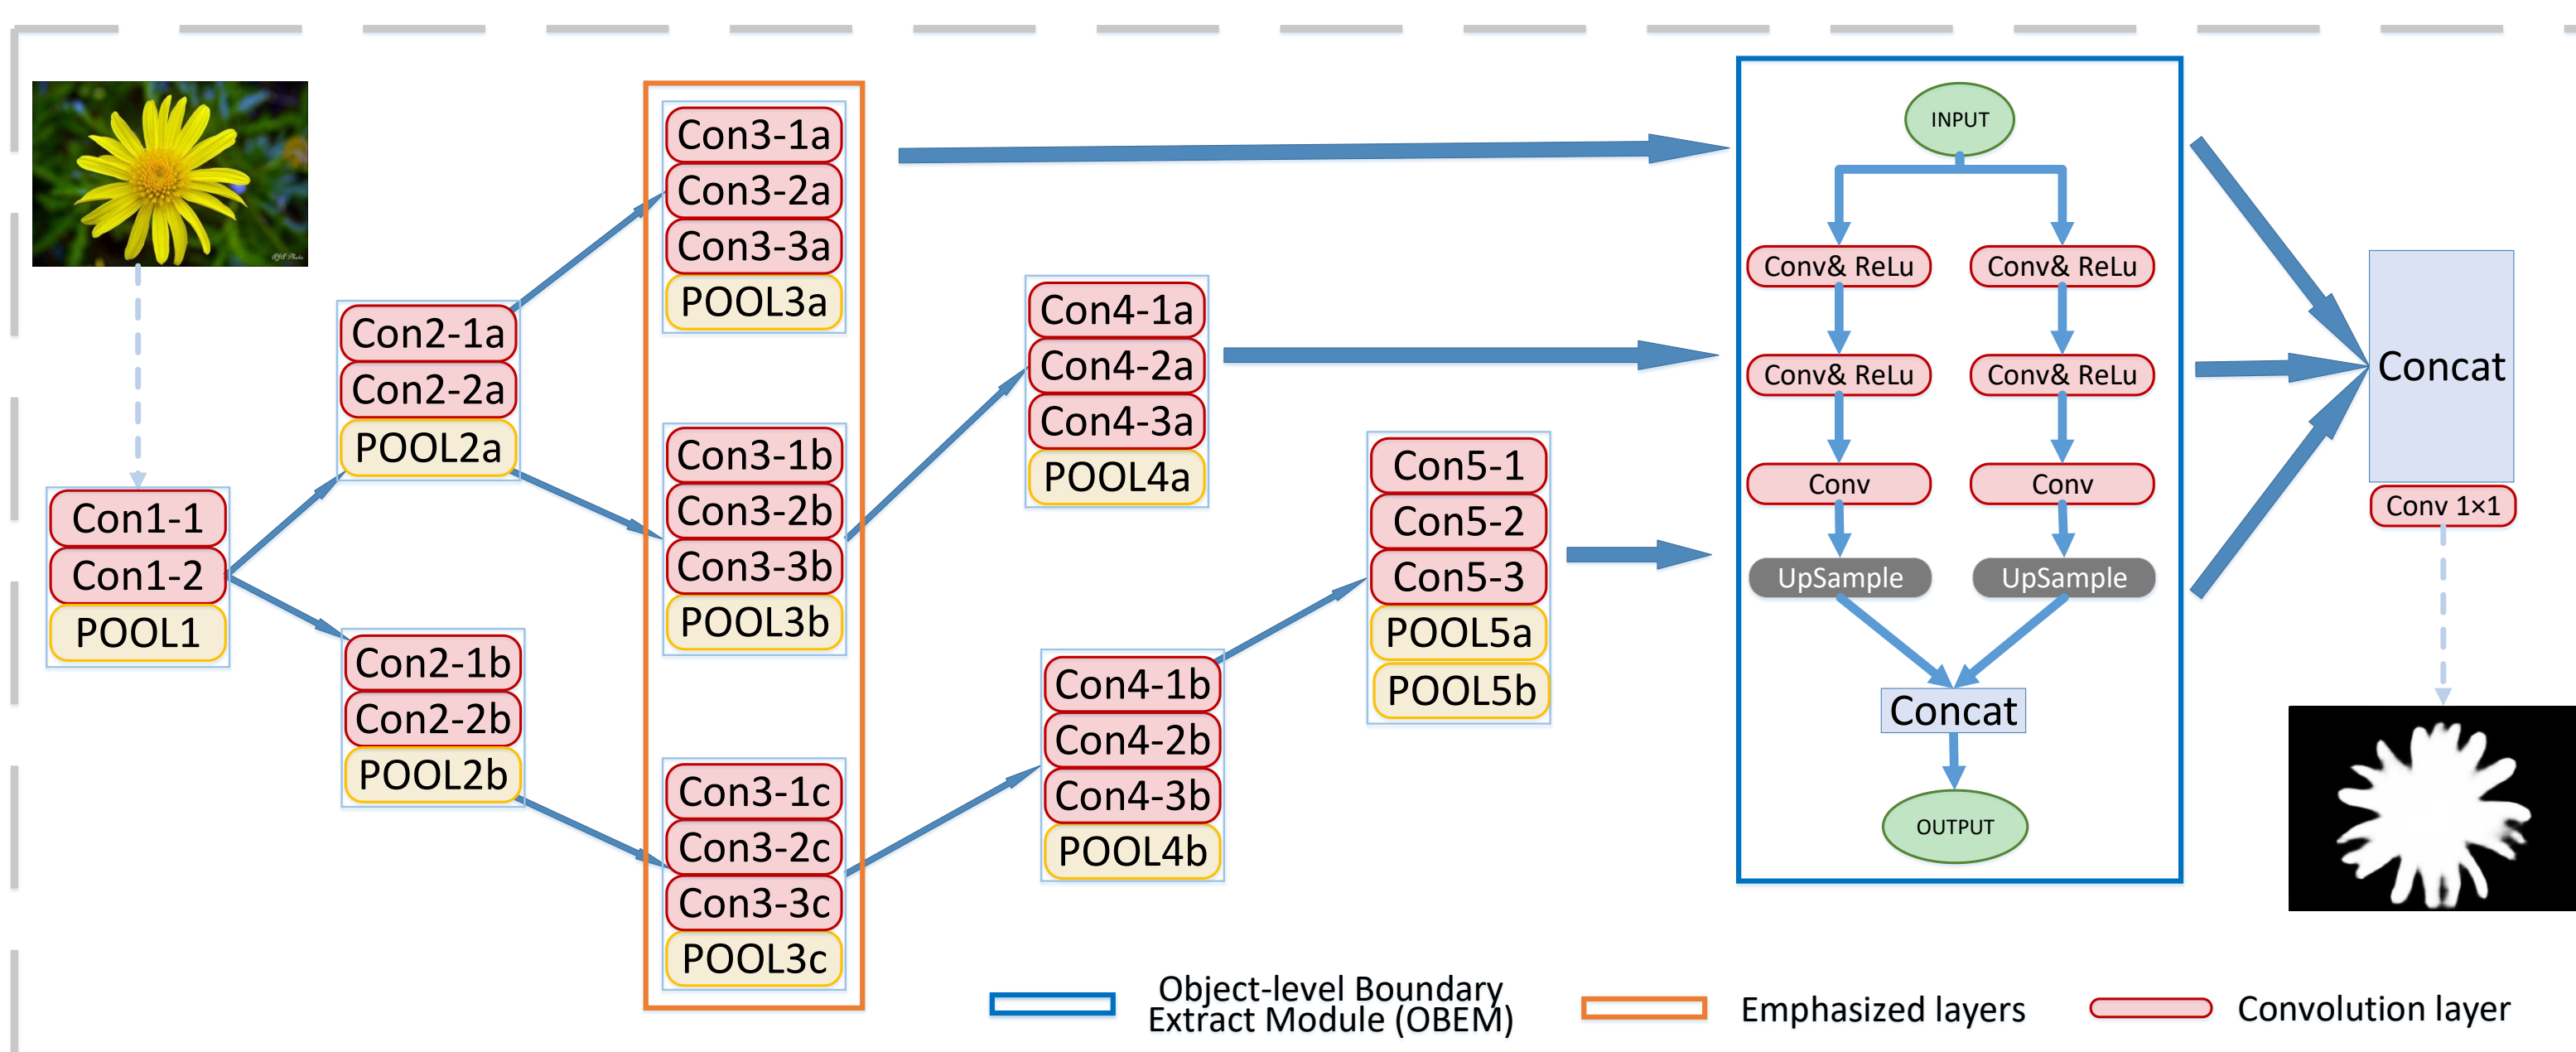 Con1-1
Con1-2
POOL1
Con2-1a
Con2-2a
POOL2a
Con2-1b
Con2-2b
POOL2b
Con3-1a
Con3-2a
Con3-3a
POOL3a
Con3-1b
Con3-2b
Con3-3b
POOL3b
Con3-1c
Con3-2c
Con3-3c
POOL3c
Con4-1a
Con4-2a
Con4-3a
POOL4a
Con4-1b
Con4-2b
Con4-3b
POOL4b
Con5-1
Con5-2
Con5-3
POOL5a
POOL5b
INPUT
Conv& ReLu
Conv& ReLu
Conv& ReLu
Conv& ReLu
Conv
Conv
UpSample
UpSample
Concat
OUTPUT
Concat
Conv 1×1
Object-level Boundary
Extract Module (OBEM)
Emphasized layers
Convolution layer